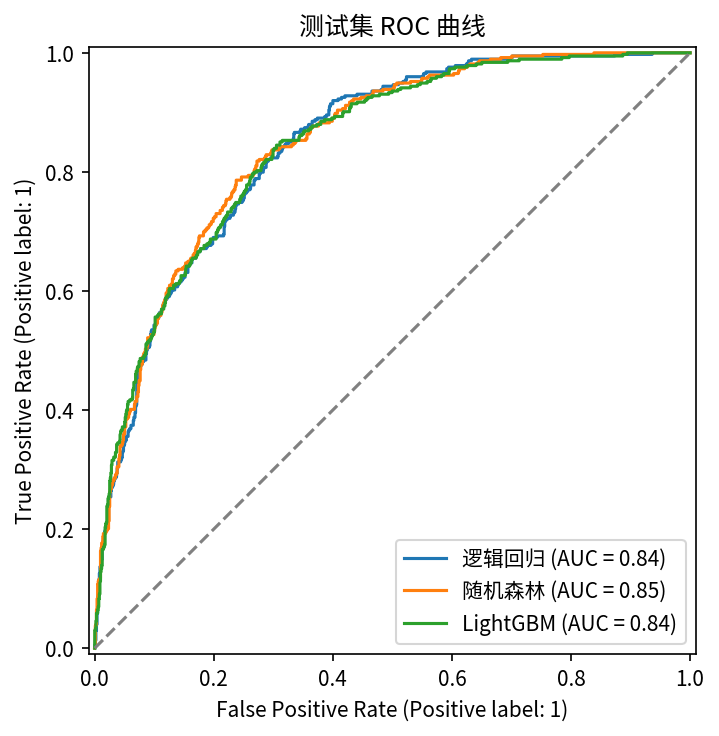 测试集 ROC 曲线
True Positive Rate (Positive label: 1)
1.0
0.8
0.6
0.4
0.2
0.0
逻辑回归 (AUC = 0.84)
随机森林 (AUC = 0.85)
LightGBM (AUC = 0.84)
0.0 0.2 0.4 0.6 0.8 1.0
False Positive Rate (Positive label: 1)